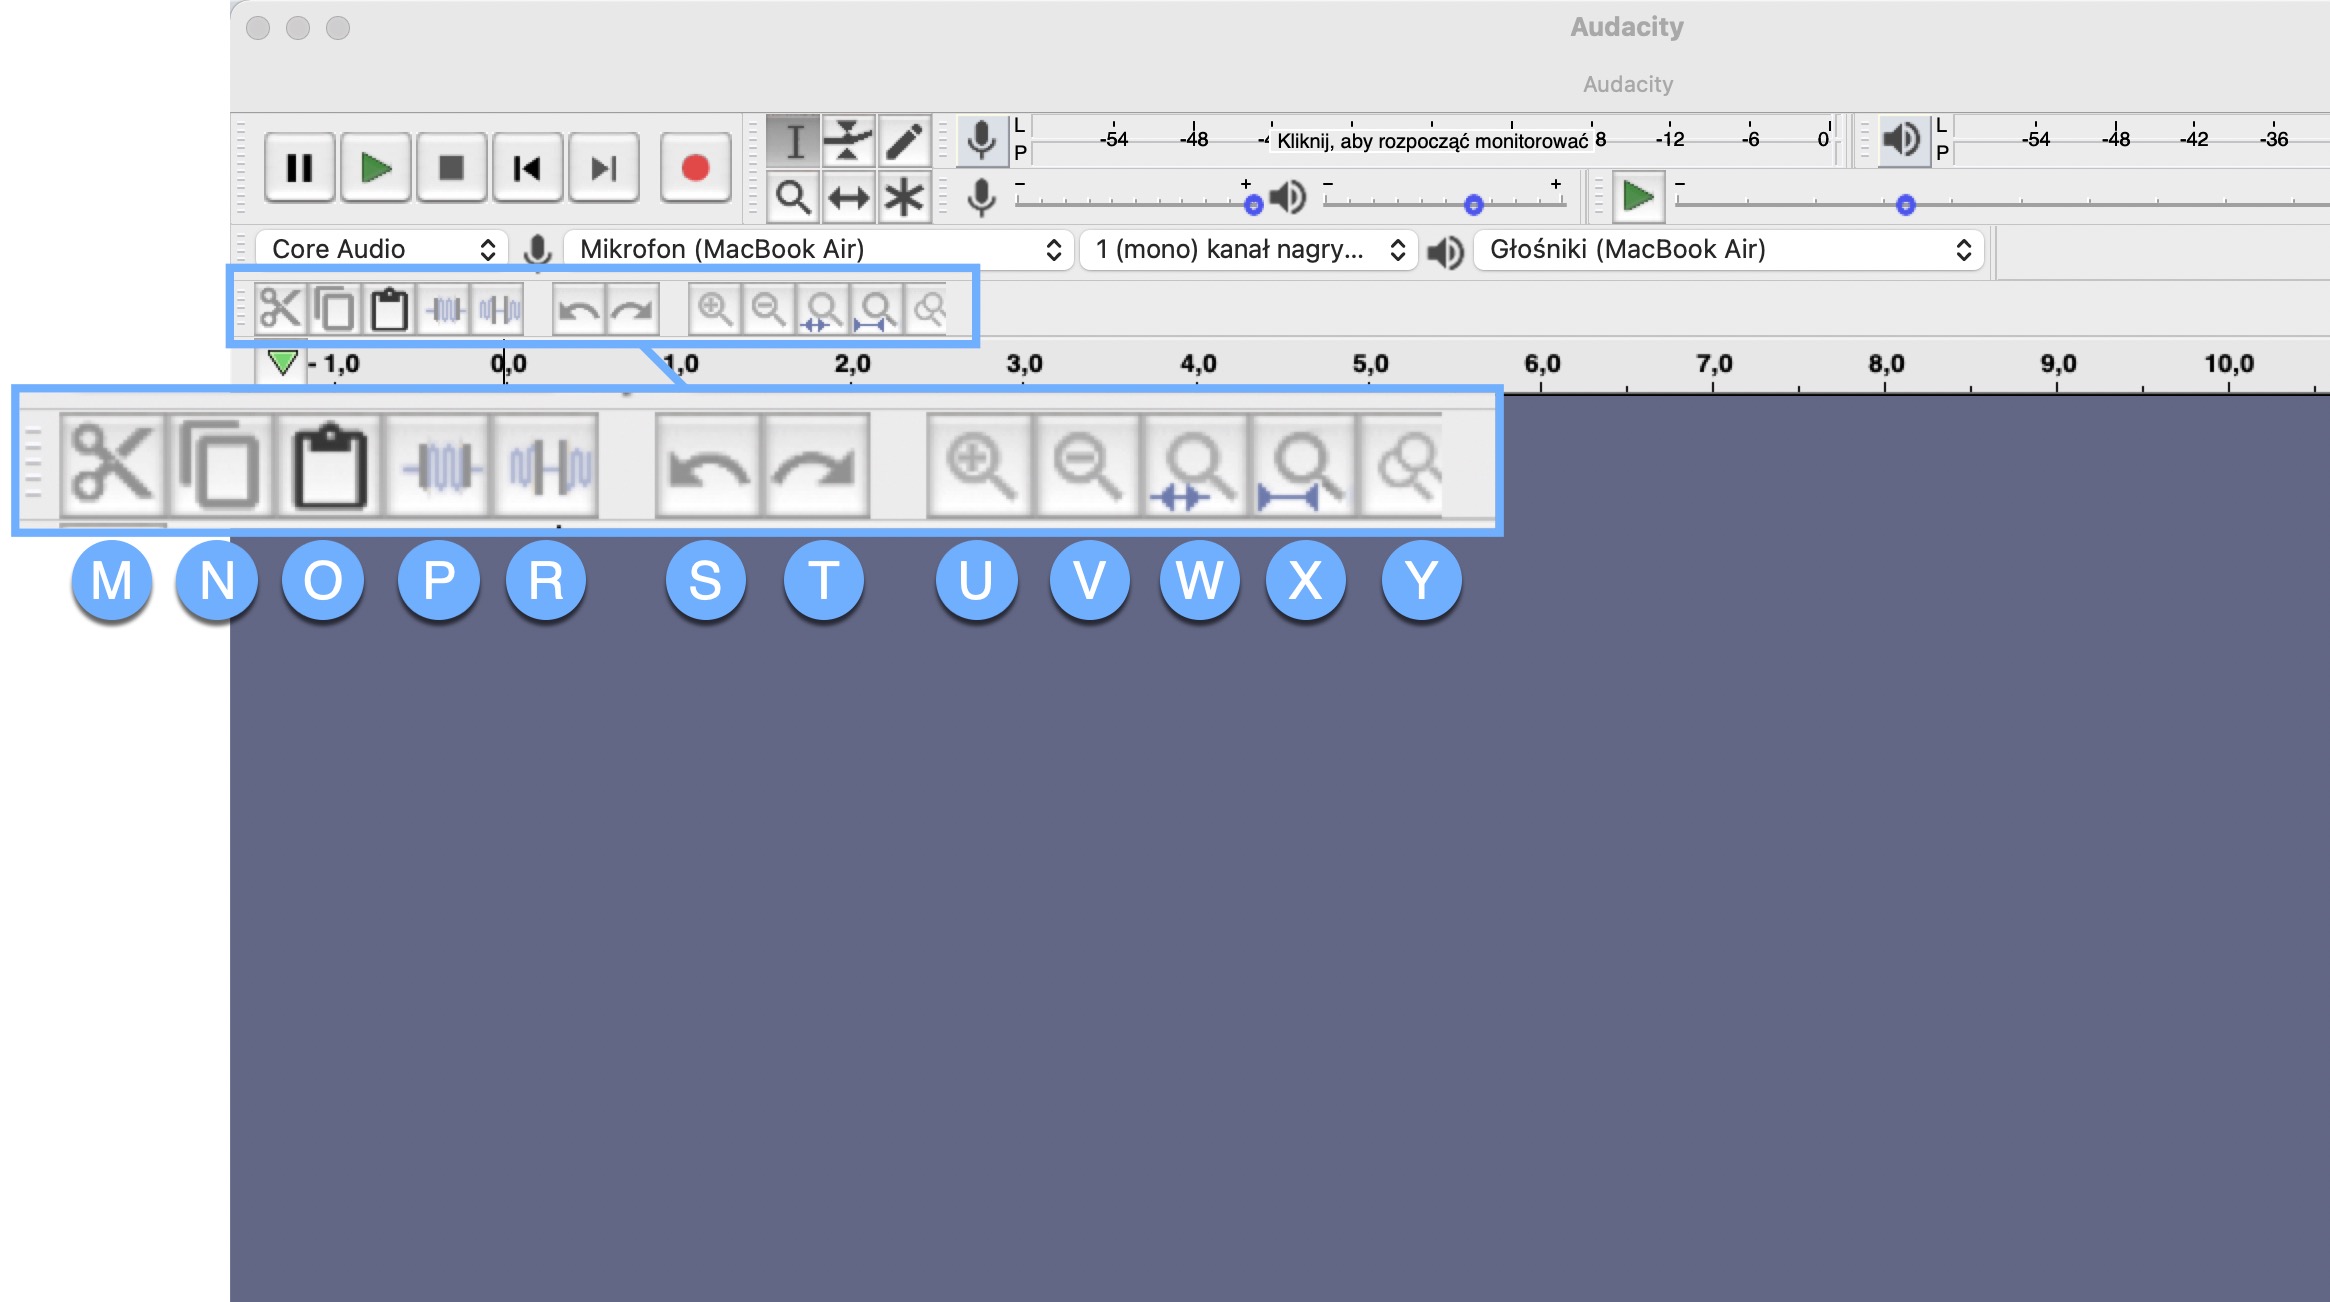 Audacity
Audacity
L
P
-54 -48 -4 Kliknij, aby rozpocząć monitorować 8 -12 -6 0
L
P
-54 -48 -42 -36
- + - + -
Core Audio Mikrofon (MacBook Air) 1 (mono) kanał nagry... Głośniki (MacBook Air)
- 1,0 0,0 1,0 2,0 3,0 4,0 5,0 6,0 7,0 8,0 9,0 10,0
M N O P R S T U V W X Y